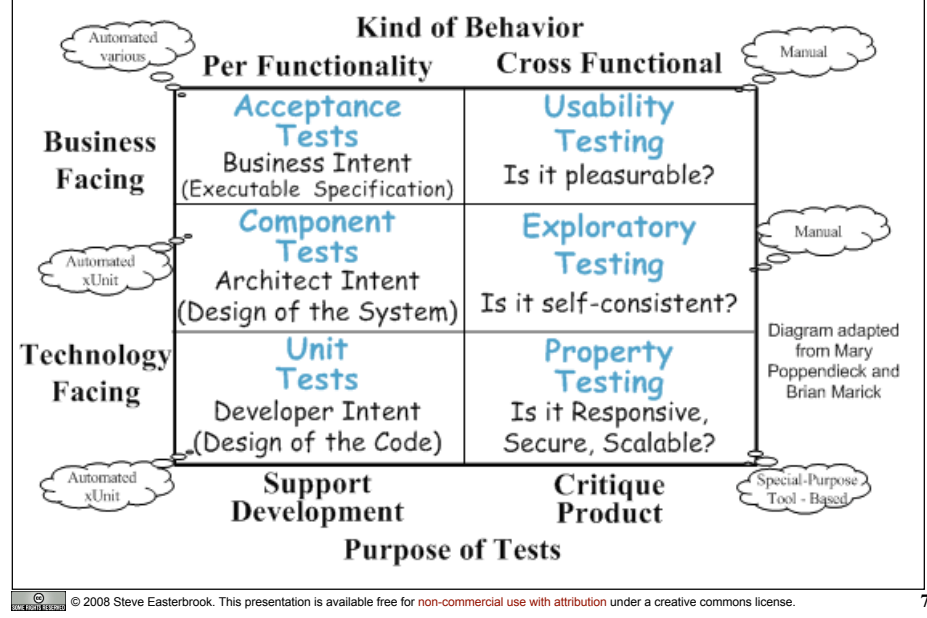 Kind of Behavior
Automated
various
Manual
Per Functionality
Cross Functional
Business
Facing
Acceptance
Tests
Business Intent
(Executable Specification)
Usability
Testing
Is it pleasurable?
Automated
xUnit
Component
Tests
Architect Intent
(Design of the System)
Exploratory
Testing
Is it self-consistent?
Manual
Technology
Facing
Unit
Tests
Developer Intent
(Design of the Code)
Property
Testing
Is it Responsive,
Secure, Scalable?
Diagram adapted
from Mary
Poppendieck and
Brian Marick
Automated
xUnit
Support
Development
Critique
Product
Special-Purpose
Tool - Based
Purpose of Tests
cc
SOME RIGHTS RESERVED
© 2008 Steve Easterbrook. This presentation is available free for non-commercial use with attribution under a creative commons license.
7